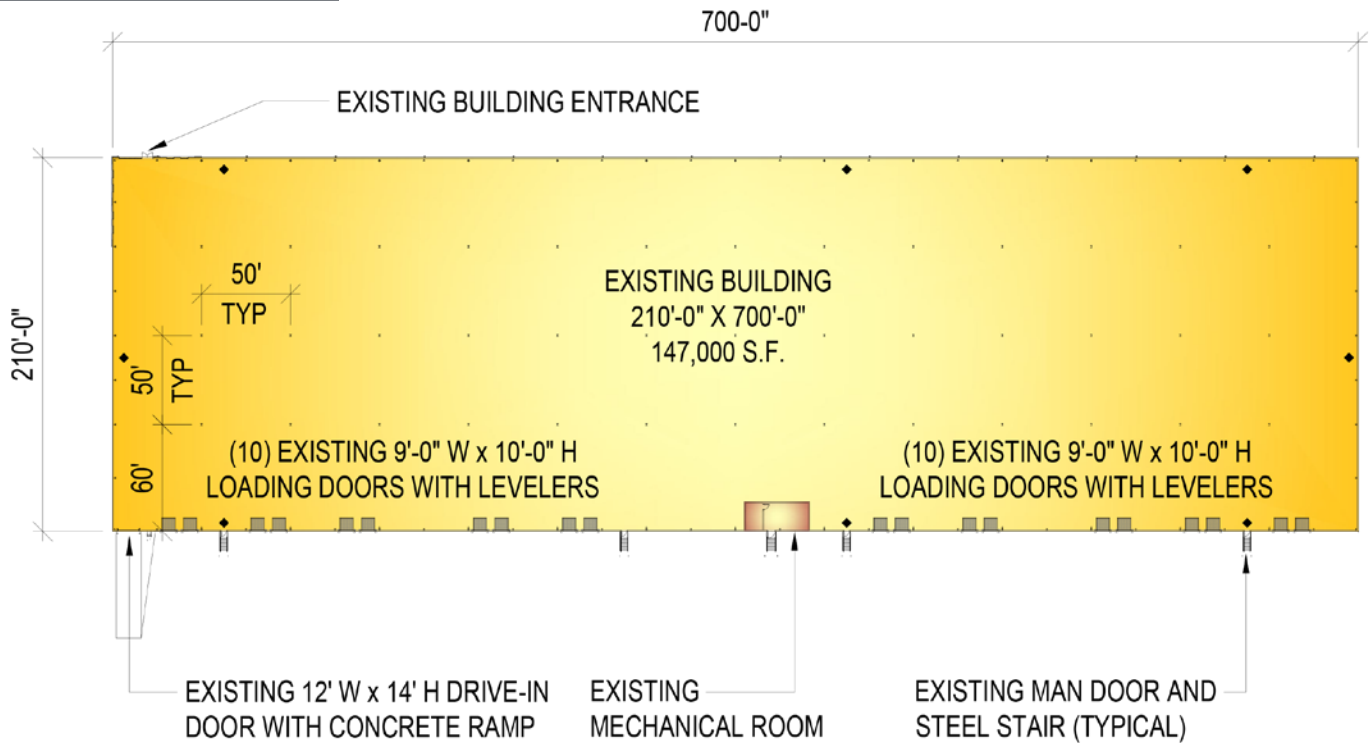 700-0"
EXISTING BUILDING ENTRANCE
210'-0"
50'
TYP
EXISTING BUILDING
210'-0" X 700'-0"
147,000 S.F.
50'
TYP
60'
(10) EXISTING 9'-0" W x 10'-0" H
LOADING DOORS WITH LEVELERS
(10) EXISTING 9'-0" W x 10'-0" H
LOADING DOORS WITH LEVELERS
EXISTING 12' W x 14' H DRIVE-IN
DOOR WITH CONCRETE RAMP
EXISTING
MECHANICAL ROOM
EXISTING MAN DOOR AND
STEEL STAIR (TYPICAL)